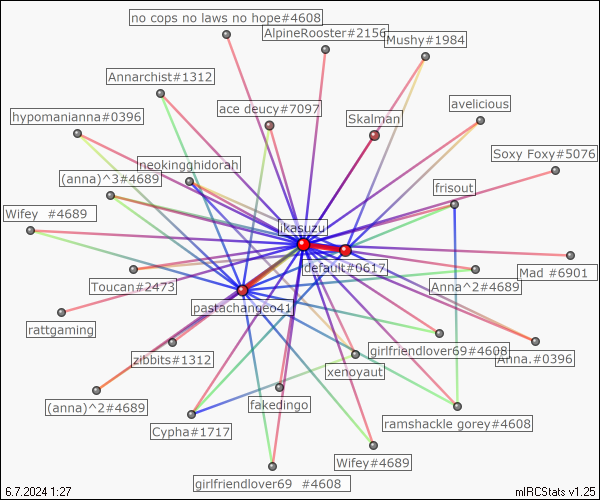 no cops no laws no hope#4608
AlpineRooster#2156
Mushy#1984
Annarchist#1312
ace deucy#7097
avelicious
hypomanianna#0396
Skalman
Soxy Foxy#5076
neokingghidorah
(anna)^3#4689
frisout
Wifey  #4689
ikasuzu
default#0617
Mad #6901
Toucan#2473
Anna^2#4689
pastachangeo41
rattgaming
girlfriendlover69#4608
zibbits#1312
Anna.#0396
xenoyaut
(anna)^2#4689
fakedingo
ramshackle gorey#4608
Cypha#1717
Wifey#4689
girlfriendlover69  #4608
6.7.2024 1:27
mIRCStats v1.25